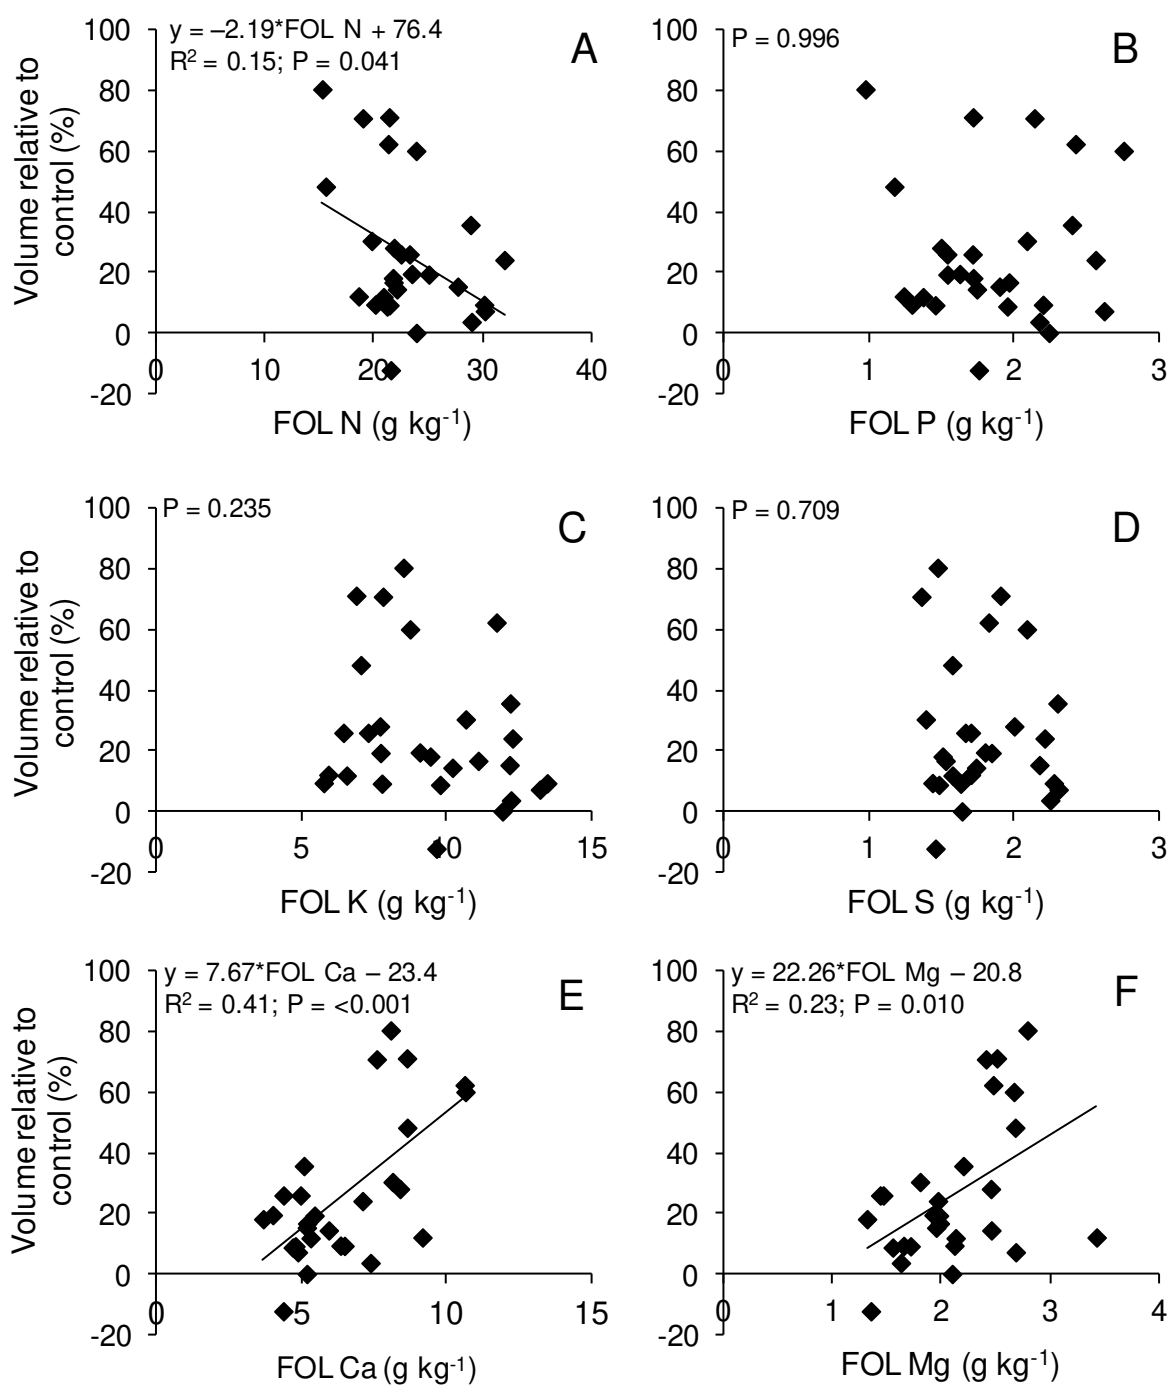 y = –2.19*FOL N + 76.4
R² = 0.15; P = 0.041
A
100
80
60
40
20
0
-20
0 10 20 30 40
Volume relative to
control (%)
FOL N (g kg⁻¹)
P = 0.996
B
100
80
60
40
20
0
-20
0 1 2 3
FOL P (g kg⁻¹)
P = 0.235
C
100
80
60
40
20
0
-20
0 5 10 15
Volume relative to
control (%)
FOL K (g kg⁻¹)
P = 0.709
D
100
80
60
40
20
0
-20
0 1 2 3
FOL S (g kg⁻¹)
y = 7.67*FOL Ca – 23.4
R² = 0.41; P = <0.001
E
100
80
60
40
20
0
-20
0 5 10 15
Volume relative to
control (%)
FOL Ca (g kg⁻¹)
y = 22.26*FOL Mg – 20.8
R² = 0.23; P = 0.010
F
100
80
60
40
20
0
-20
0 1 2 3 4
FOL Mg (g kg⁻¹)